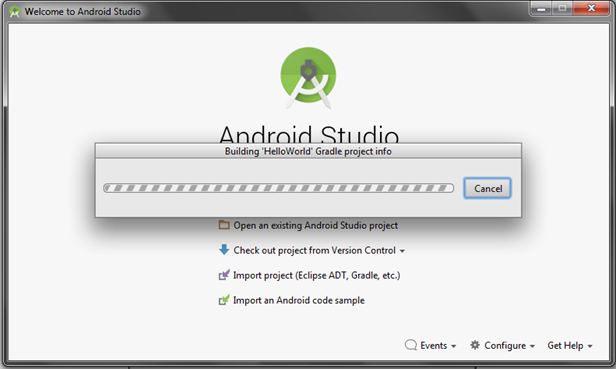 Welcome to Android Studio
Android Studio
Building 'HelloWorld' Gradle project info
Cancel
Open an existing Android Studio project
Check out project from Version Control
Import project (Eclipse ADT, Gradle, etc.)
Import an Android code sample
Events Configure Get Help